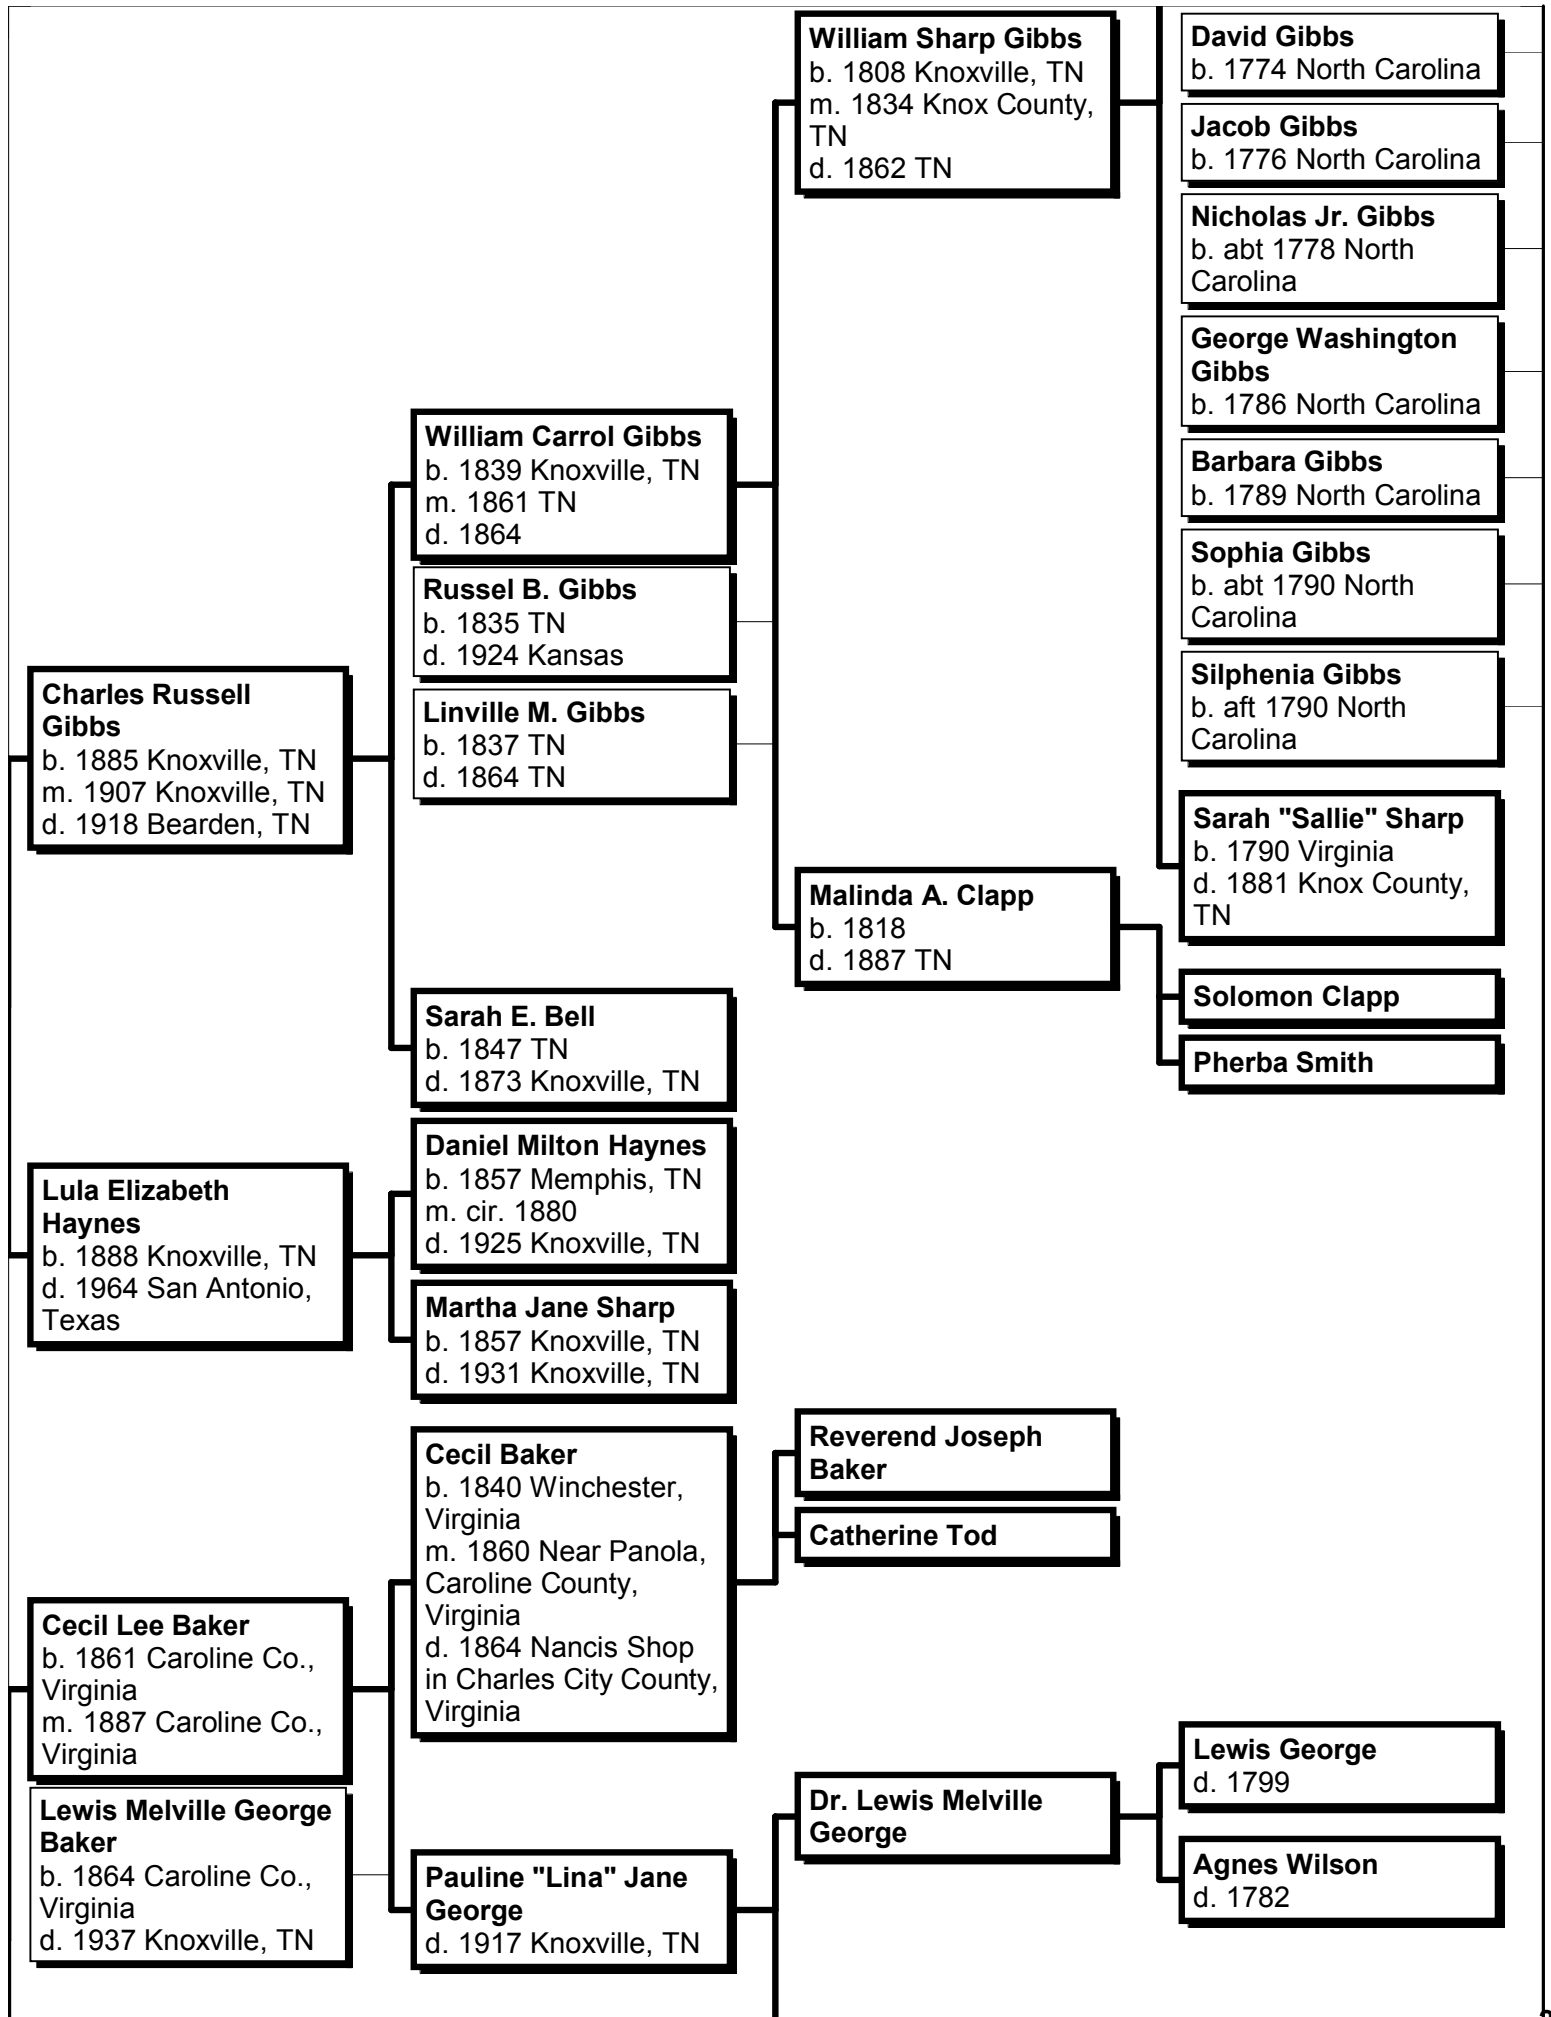 Charles Russell
Gibbs
b. 1885 Knoxville, TN
m. 1907 Knoxville, TN
d. 1918 Bearden, TN
Lula Elizabeth
Haynes
b. 1888 Knoxville, TN
d. 1964 San Antonio,
Texas
Cecil Lee Baker
b. 1861 Caroline Co.,
Virginia
m. 1887 Caroline Co.,
Virginia
Lewis Melville George
Baker
b. 1864 Caroline Co.,
Virginia
d. 1937 Knoxville, TN
William Carrol Gibbs
b. 1839 Knoxville, TN
m. 1861 TN
d. 1864
Russel B. Gibbs
b. 1835 TN
d. 1924 Kansas
Linville M. Gibbs
b. 1837 TN
d. 1864 TN
Sarah E. Bell
b. 1847 TN
d. 1873 Knoxville, TN
Daniel Milton Haynes
b. 1857 Memphis, TN
m. cir. 1880
d. 1925 Knoxville, TN
Martha Jane Sharp
b. 1857 Knoxville, TN
d. 1931 Knoxville, TN
Cecil Baker
b. 1840 Winchester,
Virginia
m. 1860 Near Panola,
Caroline County,
Virginia
d. 1864 Nancis Shop
in Charles City County,
Virginia
Pauline "Lina" Jane
George
d. 1917 Knoxville, TN
William Sharp Gibbs
b. 1808 Knoxville, TN
m. 1834 Knox County,
TN
d. 1862 TN
Malinda A. Clapp
b. 1818
d. 1887 TN
Reverend Joseph
Baker
Catherine Tod
Dr. Lewis Melville
George
David Gibbs
b. 1774 North Carolina
Jacob Gibbs
b. 1776 North Carolina
Nicholas Jr. Gibbs
b. abt 1778 North
Carolina
George Washington
Gibbs
b. 1786 North Carolina
Barbara Gibbs
b. 1789 North Carolina
Sophia Gibbs
b. abt 1790 North
Carolina
Silphenia Gibbs
b. aft 1790 North
Carolina
Sarah "Sallie" Sharp
b. 1790 Virginia
d. 1881 Knox County,
TN
Solomon Clapp
Pherba Smith
Lewis George
d. 1799
Agnes Wilson
d. 1782